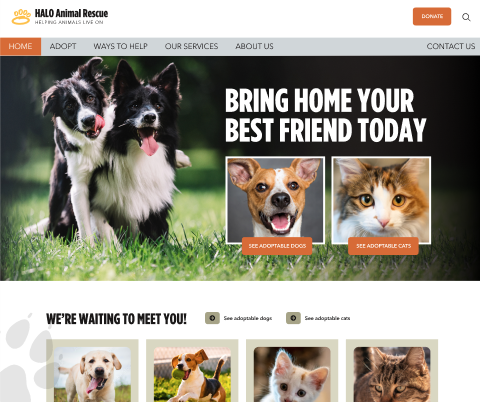 HALO Animal Rescue
HELPING ANIMALS LIVE ON
DONATE
HOME
ADOPT
WAYS TO HELP
OUR SERVICES
ABOUT US
CONTACT US
BRING HOME YOUR
BEST FRIEND TODAY
SEE ADOPTABLE DOGS
SEE ADOPTABLE CATS
WE'RE WAITING TO MEET YOU!
See adoptable dogs
See adoptable cats